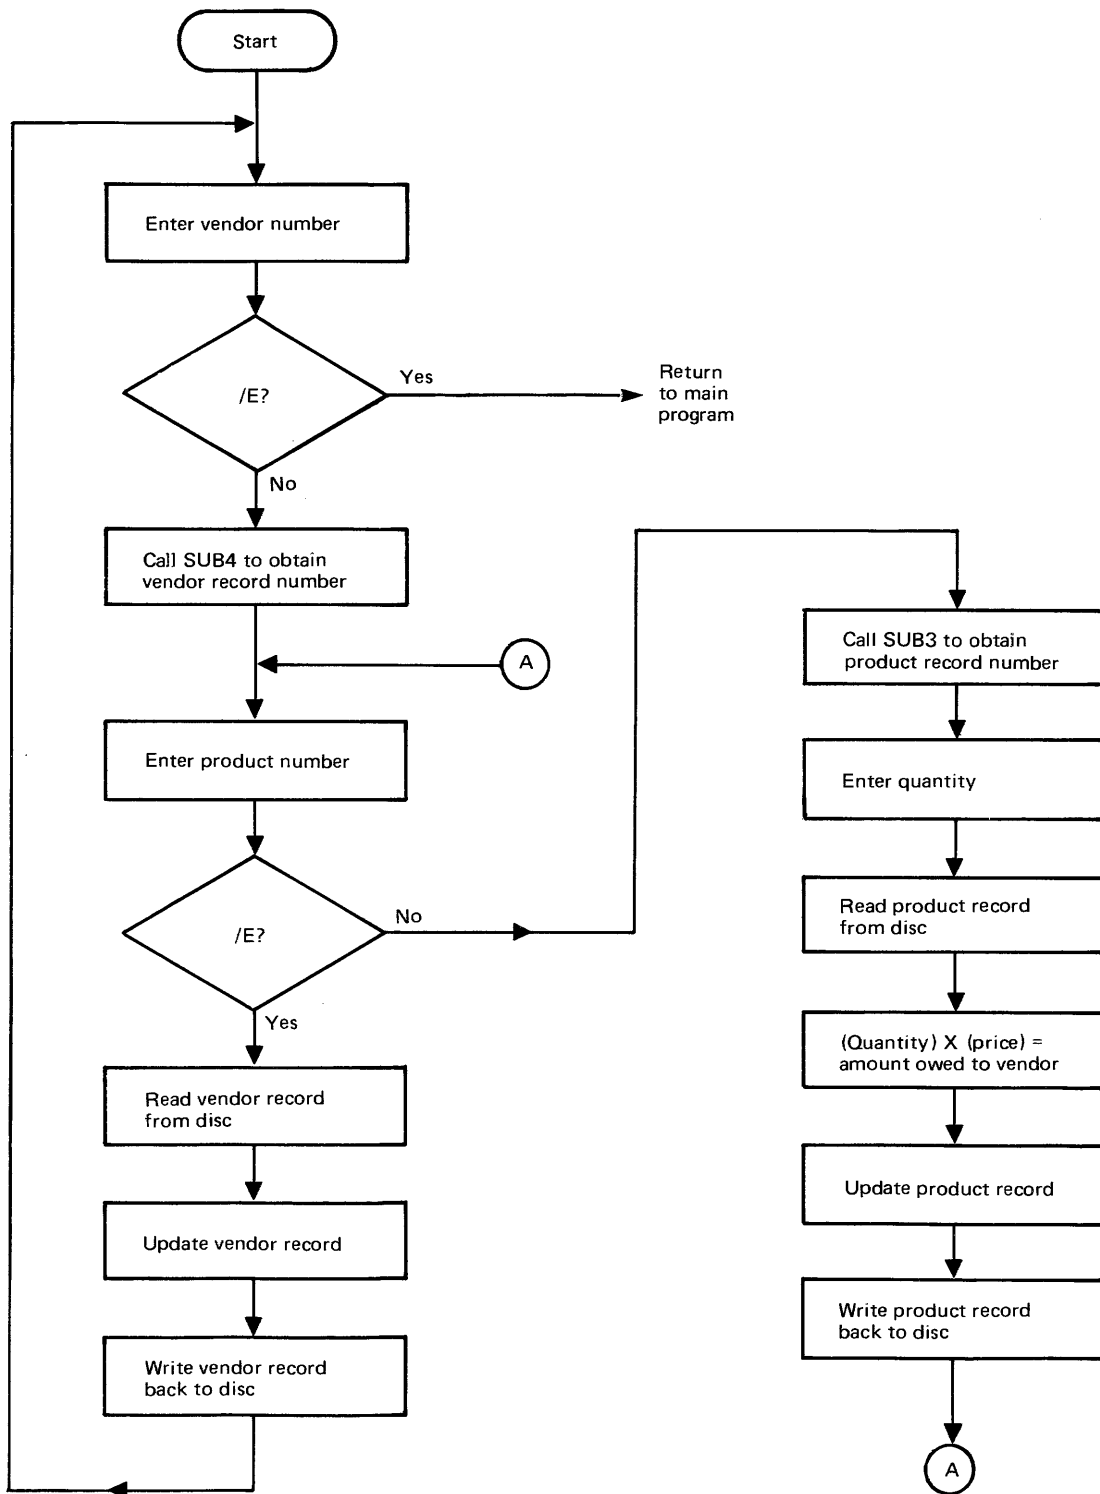 Start
Enter vendor number
/E?
Yes
Return
to main
program
No
Call SUB4 to obtain
vendor record number
A
Enter product number
/E?
No
Yes
Read vendor record
from disc
Update vendor record
Write vendor record
back to disc
Call SUB3 to obtain
product record number
Enter quantity
Read product record
from disc
(Quantity) X (price) =
amount owed to vendor
Update product record
Write product record
back to disc
A